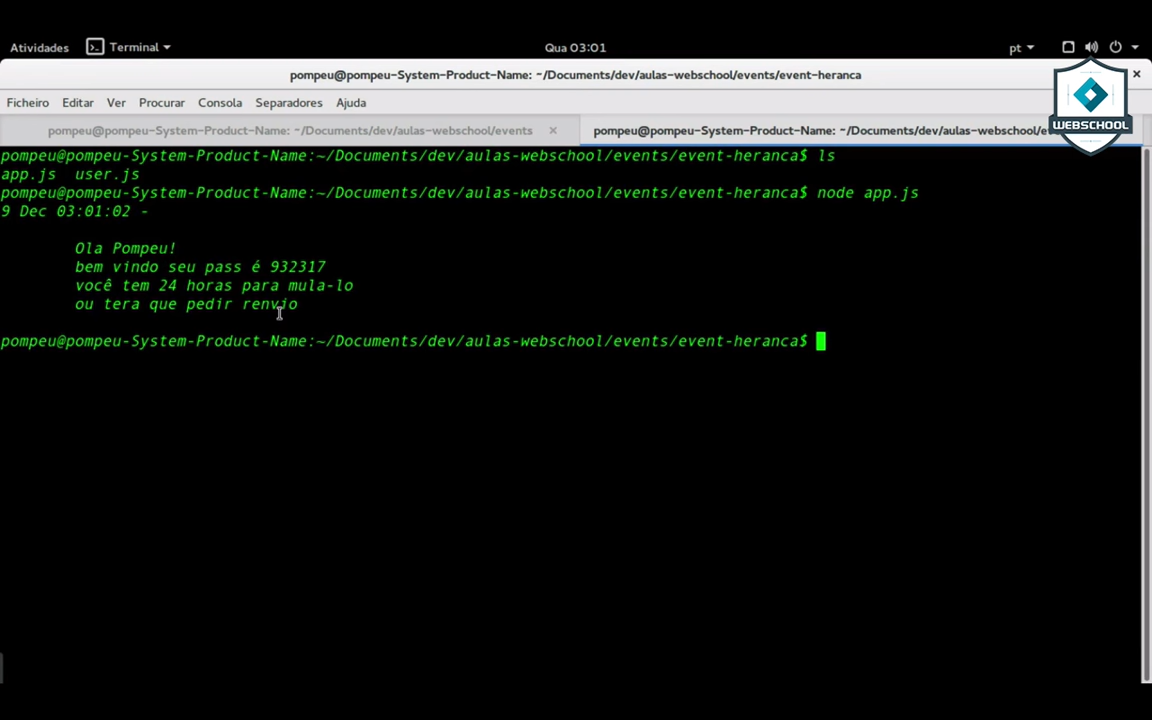 Atividades Terminal Qua 03:01 pt
pompeu@pompeu-System-Product-Name: ~/Documents/dev/aulas-webschool/events/event-heranca
Ficheiro Editar Ver Procurar Consola Separadores Ajuda
WEBSCHOOL
pompeu@pompeu-System-Product-Name: ~/Documents/dev/aulas-webschool/events pompeu@pompeu-System-Product-Name: ~/Documents/dev/aulas-webschool/
pompeu@pompeu-System-Product-Name:~/Documents/dev/aulas-webschool/events/event-heranca$ ls
app.js user.js
pompeu@pompeu-System-Product-Name:~/Documents/dev/aulas-webschool/events/event-heranca$ node app.js
9 Dec 03:01:02 -
Ola Pompeu!
bem vindo seu pass é 932317
você tem 24 horas para mula-lo
ou tera que pedir renvio
pompeu@pompeu-System-Product-Name:~/Documents/dev/aulas-webschool/events/event-heranca$